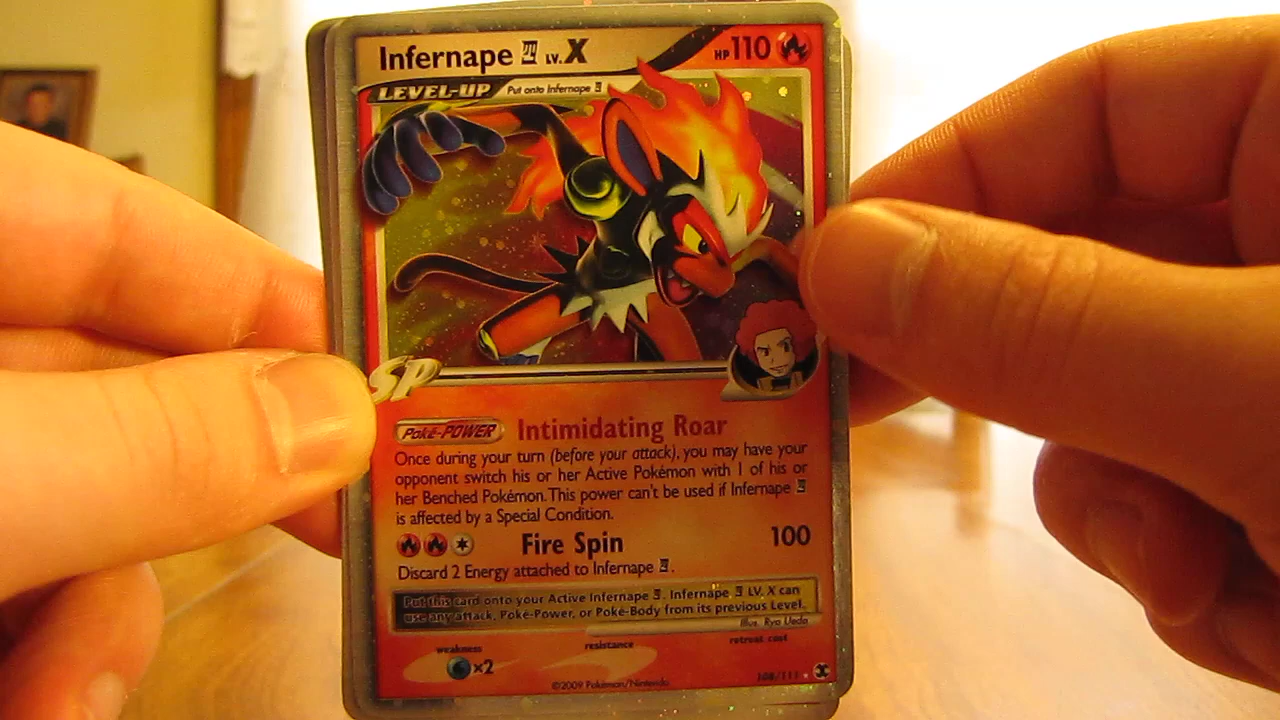 Infernape LV.X HP 110
LEVEL-UP Put onto Infernape
SP
Poké-POWER Intimidating Roar
Once during your turn (before your attack), you may have your
opponent switch his or her Active Pokémon with 1 of his or
her Benched Pokémon. This power can't be used if Infernape
is affected by a Special Condition.
Fire Spin 100
Discard 2 Energy attached to Infernape .
Put this card onto your Active Infernape . Infernape LV. X can
use any attack, Poké-Power, or Poké-Body from its previous Level.
Illus. Ryo Ueda
weakness resistance retreat cost
×2
©2009 Pokémon/Nintendo 108/111